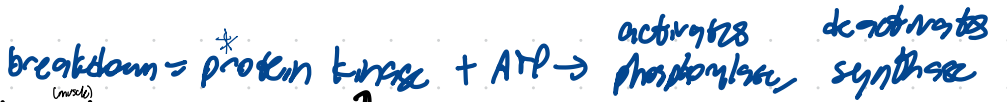 activates deactivates
breakdown = *protein kinase + ATP → phosphorylase, synthase
(muscle)